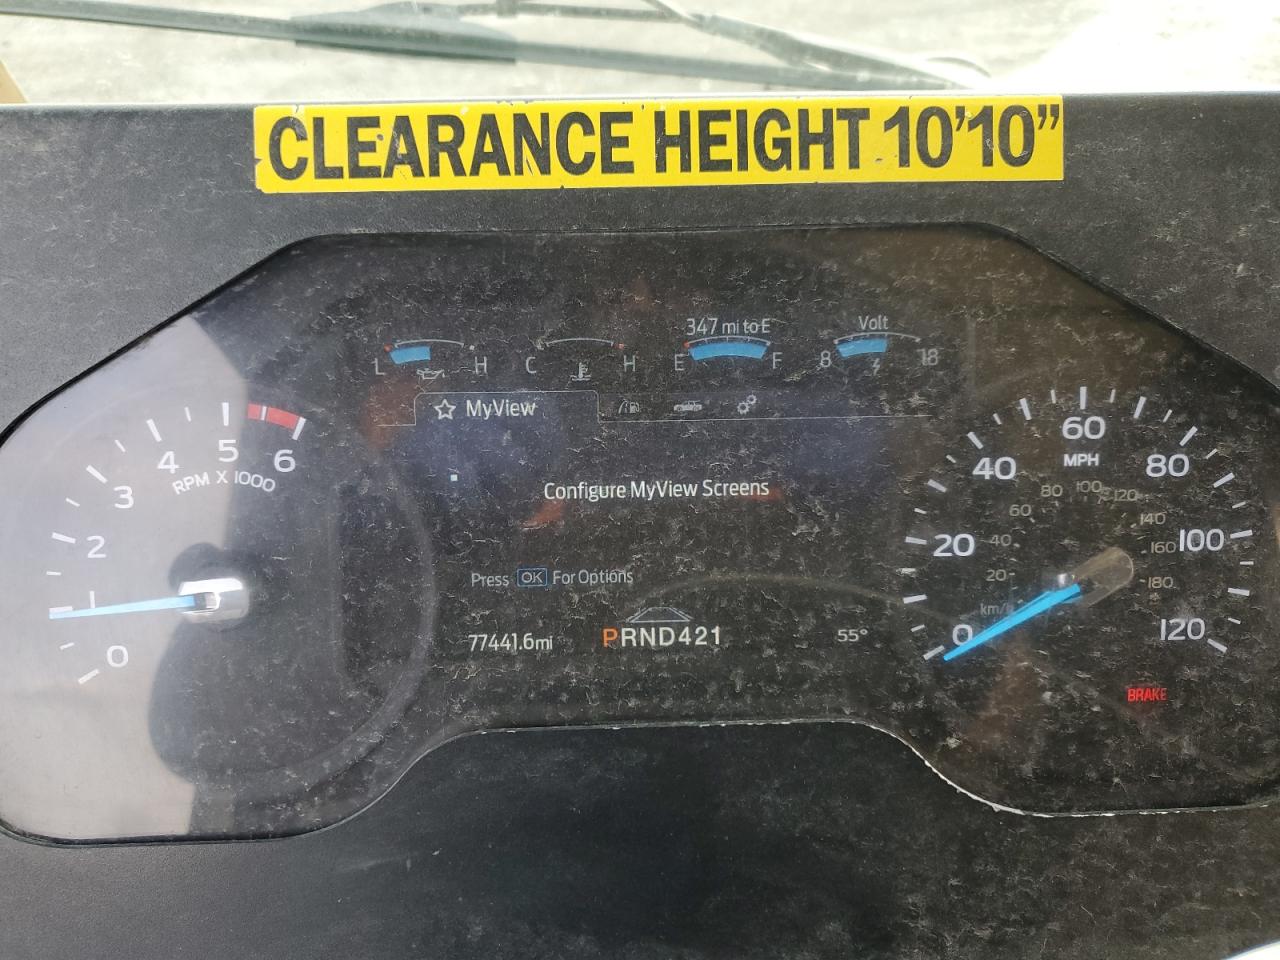 CLEARANCE HEIGHT 10'10"
347 mi to E
Volt
L H C H E F 8 18
MyView
Configure MyView Screens
Press OK For Options
77441.6mi PRND421 55°
0 1 2 3 4 5 6
RPM X 1000
0 20 40 60 80 100 120
MPH
20 40 60 80 100 120 140 160 180
km/h
BRAKE